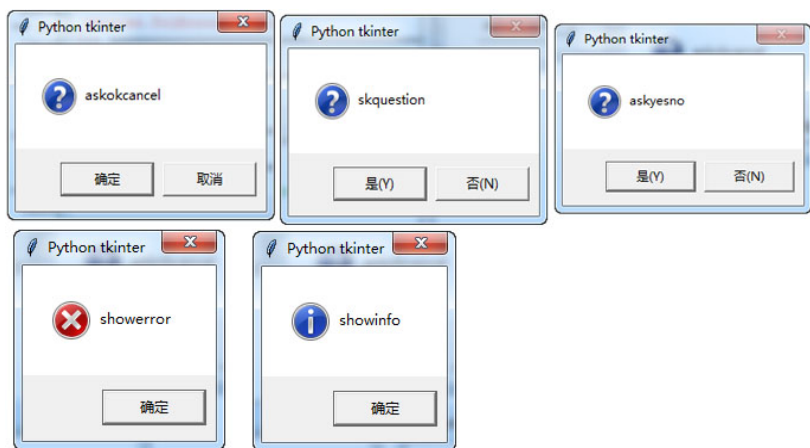 Python tkinter
askokcancel
确定
取消
Python tkinter
skquestion
是(Y)
否(N)
Python tkinter
askyesno
是(Y)
否(N)
Python tkinter
showerror
确定
Python tkinter
showinfo
确定